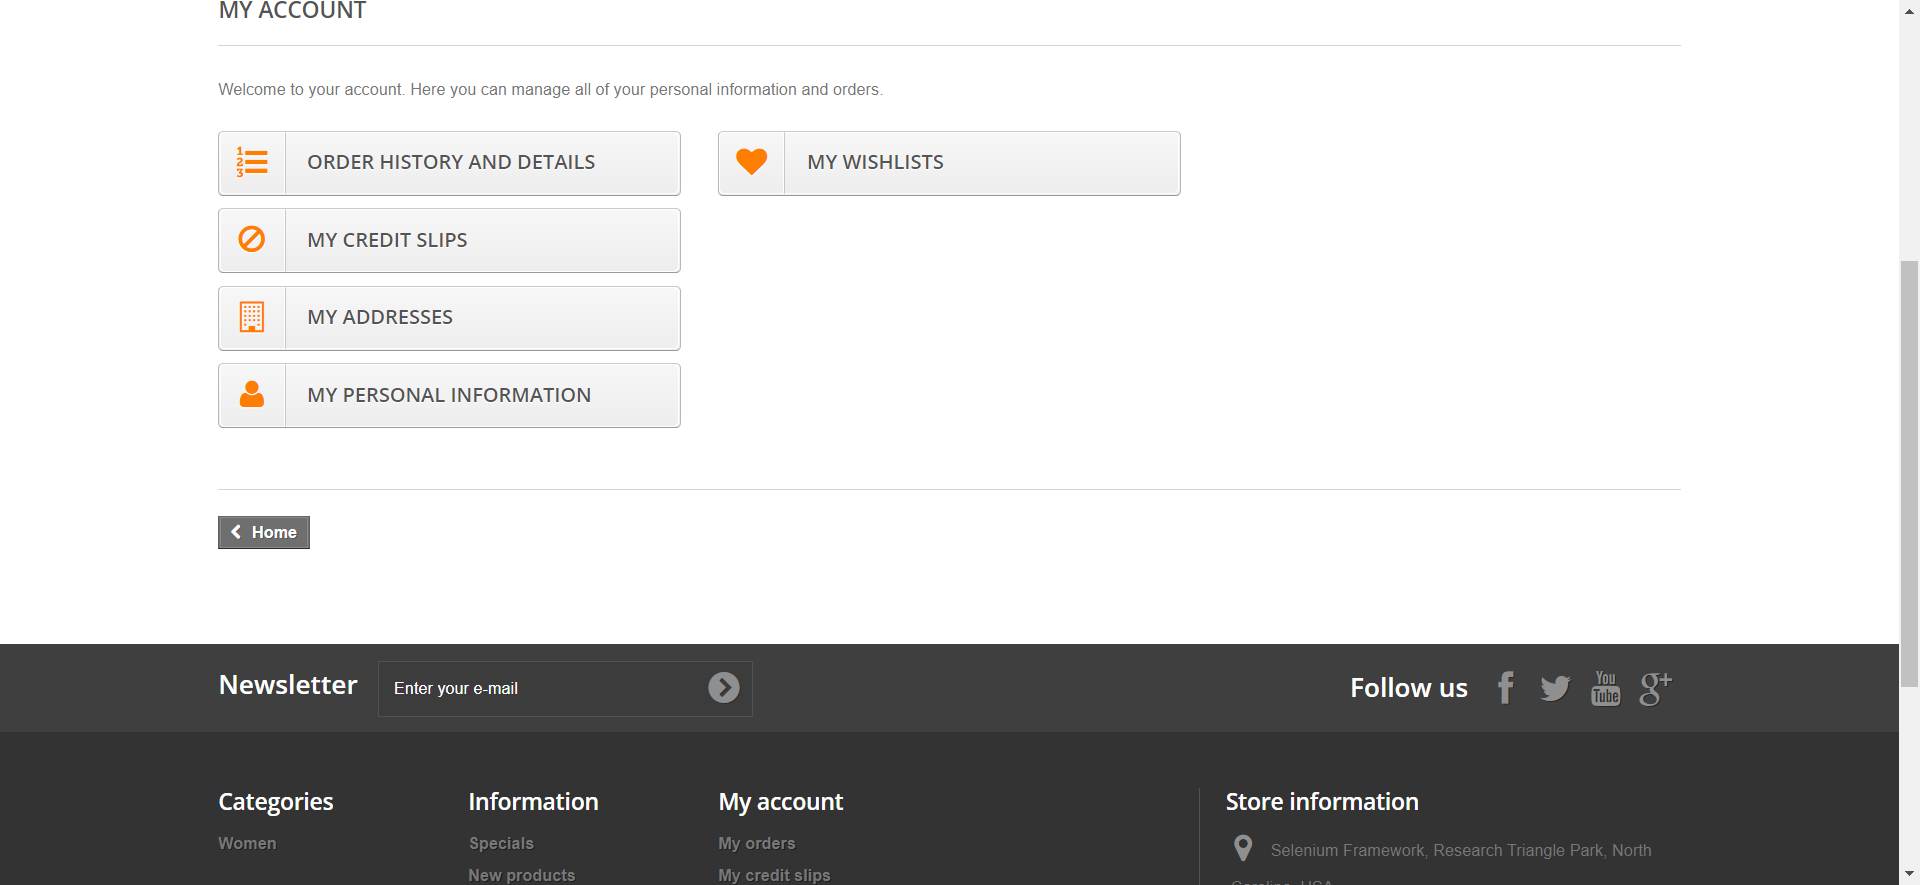 MY ACCOUNT
Welcome to your account. Here you can manage all of your personal information and orders.
ORDER HISTORY AND DETAILS
MY WISHLISTS
MY CREDIT SLIPS
MY ADDRESSES
MY PERSONAL INFORMATION
Home
Newsletter
Enter your e-mail
Follow us
You Tube
Categories
Information
My account
Store information
Women
Specials
My orders
Selenium Framework, Research Triangle Park, North
New products
My credit slips
Carolina, USA